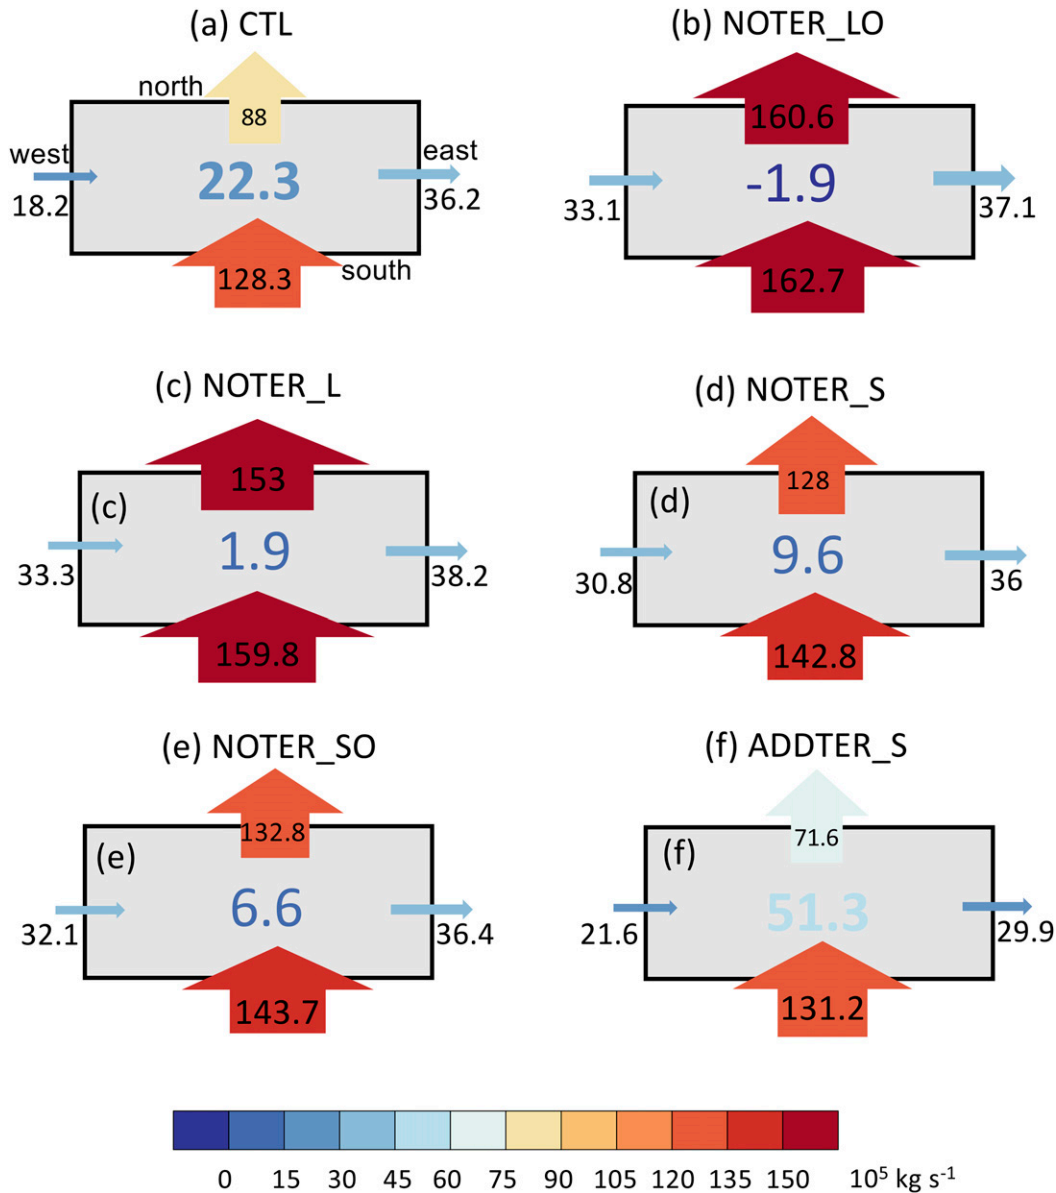 (a) CTL
(b) NOTER_LO
north
88
160.6
west
east
22.3
-1.9
18.2
36.2
33.1
37.1
south
128.3
162.7
(c) NOTER_L
(d) NOTER_S
153
128
(c)
(d)
1.9
9.6
33.3
38.2
30.8
36
159.8
142.8
(e) NOTER_SO
(f) ADDTER_S
132.8
71.6
(e)
(f)
6.6
51.3
32.1
36.4
21.6
29.9
143.7
131.2
0 15 30 45 60 75 90 105 120 135 150 10⁵ kg s⁻¹